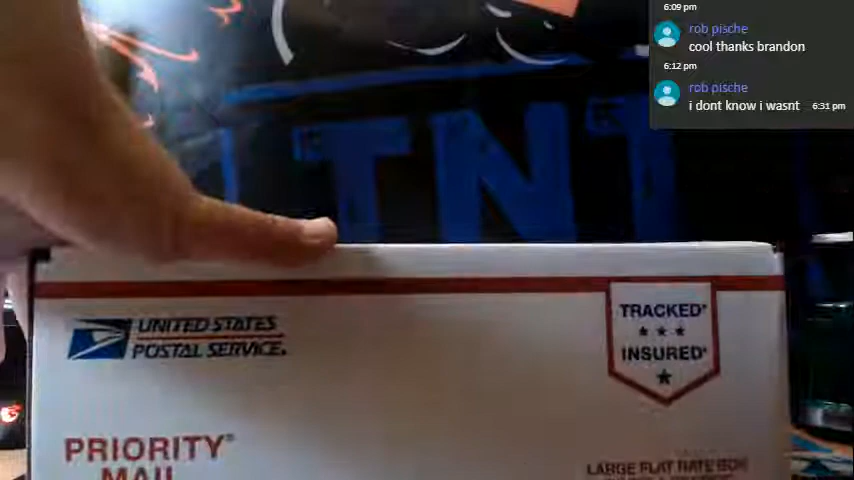 6:09 pm
rob pische
cool thanks brandon
6:12 pm
rob pische
i dont know i wasnt 6:31 pm
TNT
UNITED STATES
POSTAL SERVICE.
TRACKED*
★ ★ ★
INSURED*
★
PRIORITY®
MAIL
LARGE FLAT RATE BOX